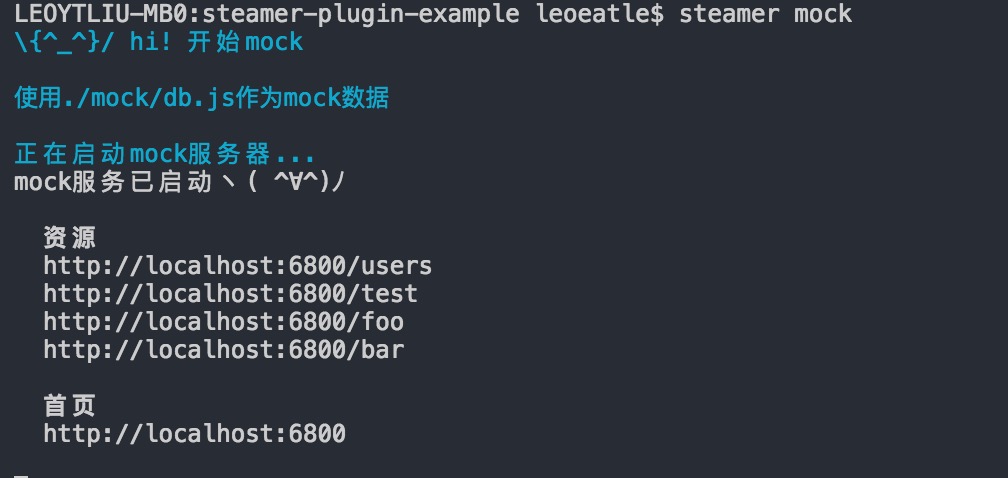 LEOYTLIU-MB0:steamer-plugin-example leoeatle$ steamer mock
\{^_^}/ hi! 开始mock
使用./mock/db.js作为mock数据
正在启动mock服务器...
mock服务已启动ヽ( ^∀^)ﾉ
资源
http://localhost:6800/users
http://localhost:6800/test
http://localhost:6800/foo
http://localhost:6800/bar
首页
http://localhost:6800